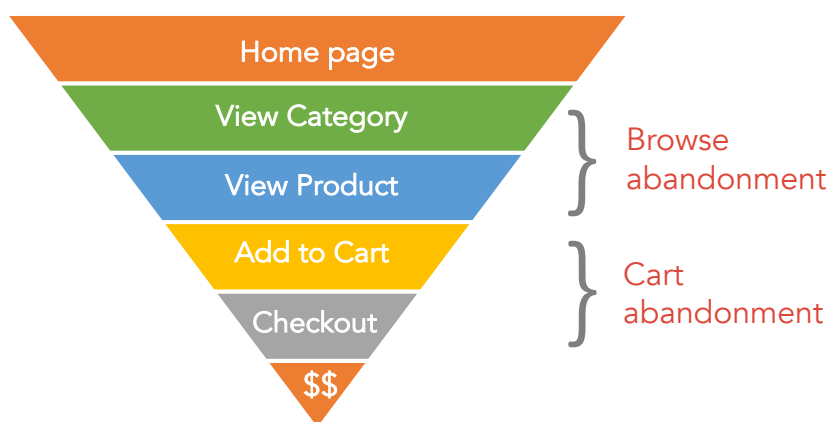 Home page
View Category
View Product
Add to Cart
Checkout
$$
Browse
abandonment
Cart
abandonment